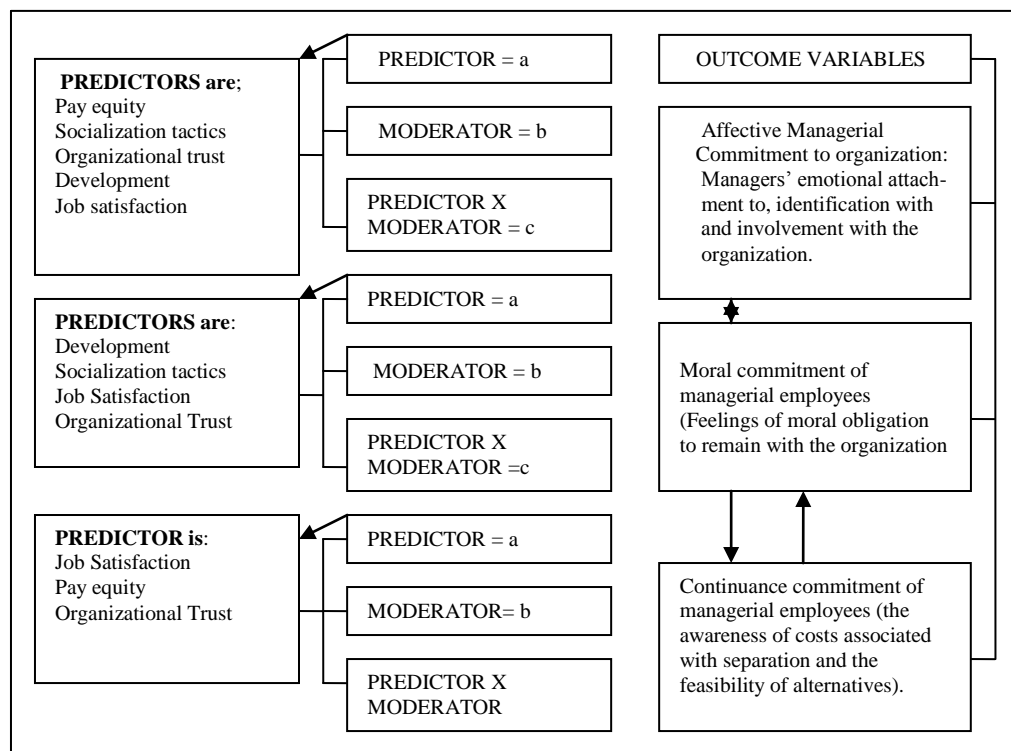 PREDICTORS are;
Pay equity
Socialization tactics
Organizational trust
Development
Job satisfaction
PREDICTOR = a
MODERATOR = b
PREDICTOR X
MODERATOR = c
PREDICTORS are:
Development
Socialization tactics
Job Satisfaction
Organizational Trust
PREDICTOR = a
MODERATOR = b
PREDICTOR X
MODERATOR =c
PREDICTOR is:
Job Satisfaction
Pay equity
Organizational Trust
PREDICTOR = a
MODERATOR= b
PREDICTOR X
MODERATOR
OUTCOME VARIABLES
Affective Managerial
Commitment to organization:
Managers’ emotional attach-
ment to, identification with
and involvement with the
organization.
Moral commitment of
managerial employees
(Feelings of moral obligation
to remain with the organization
Continuance commitment of
managerial employees (the
awareness of costs associated
with separation and the
feasibility of alternatives).